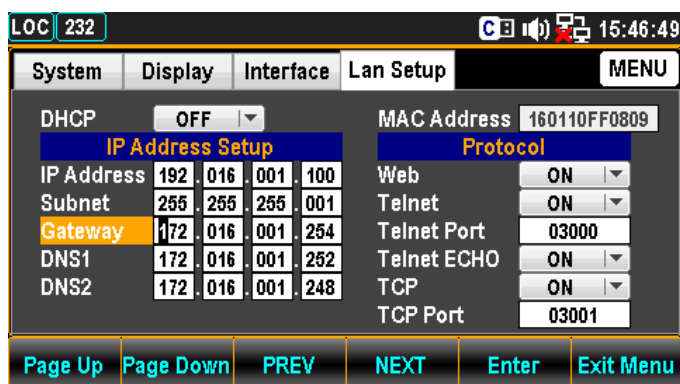 LOC 232 C 15:46:49
System Display Interface Lan Setup MENU
DHCP OFF MAC Address 160110FF0809
IP Address Setup Protocol
IP Address 192 . 016 . 001 . 100 Web ON
Subnet 255 . 255 . 255 . 001 Telnet ON
Gateway 172 . 016 . 001 . 254 Telnet Port 03000
DNS1 172 . 016 . 001 . 252 Telnet ECHO ON
DNS2 172 . 016 . 001 . 248 TCP ON
TCP Port 03001
Page Up Page Down PREV NEXT Enter Exit Menu